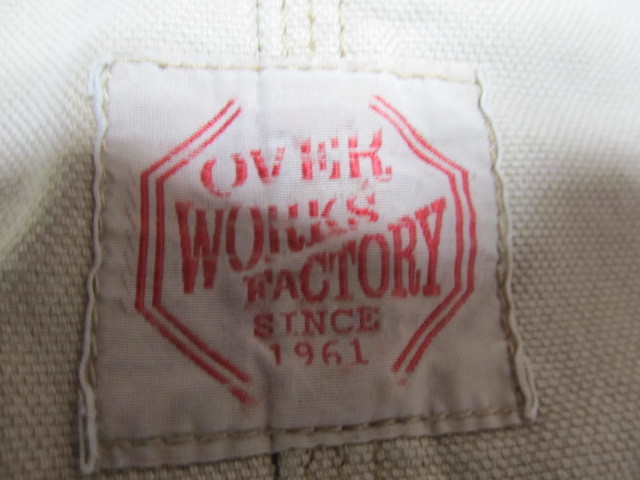 OVER
WORKS
FACTORY
SINCE
1961